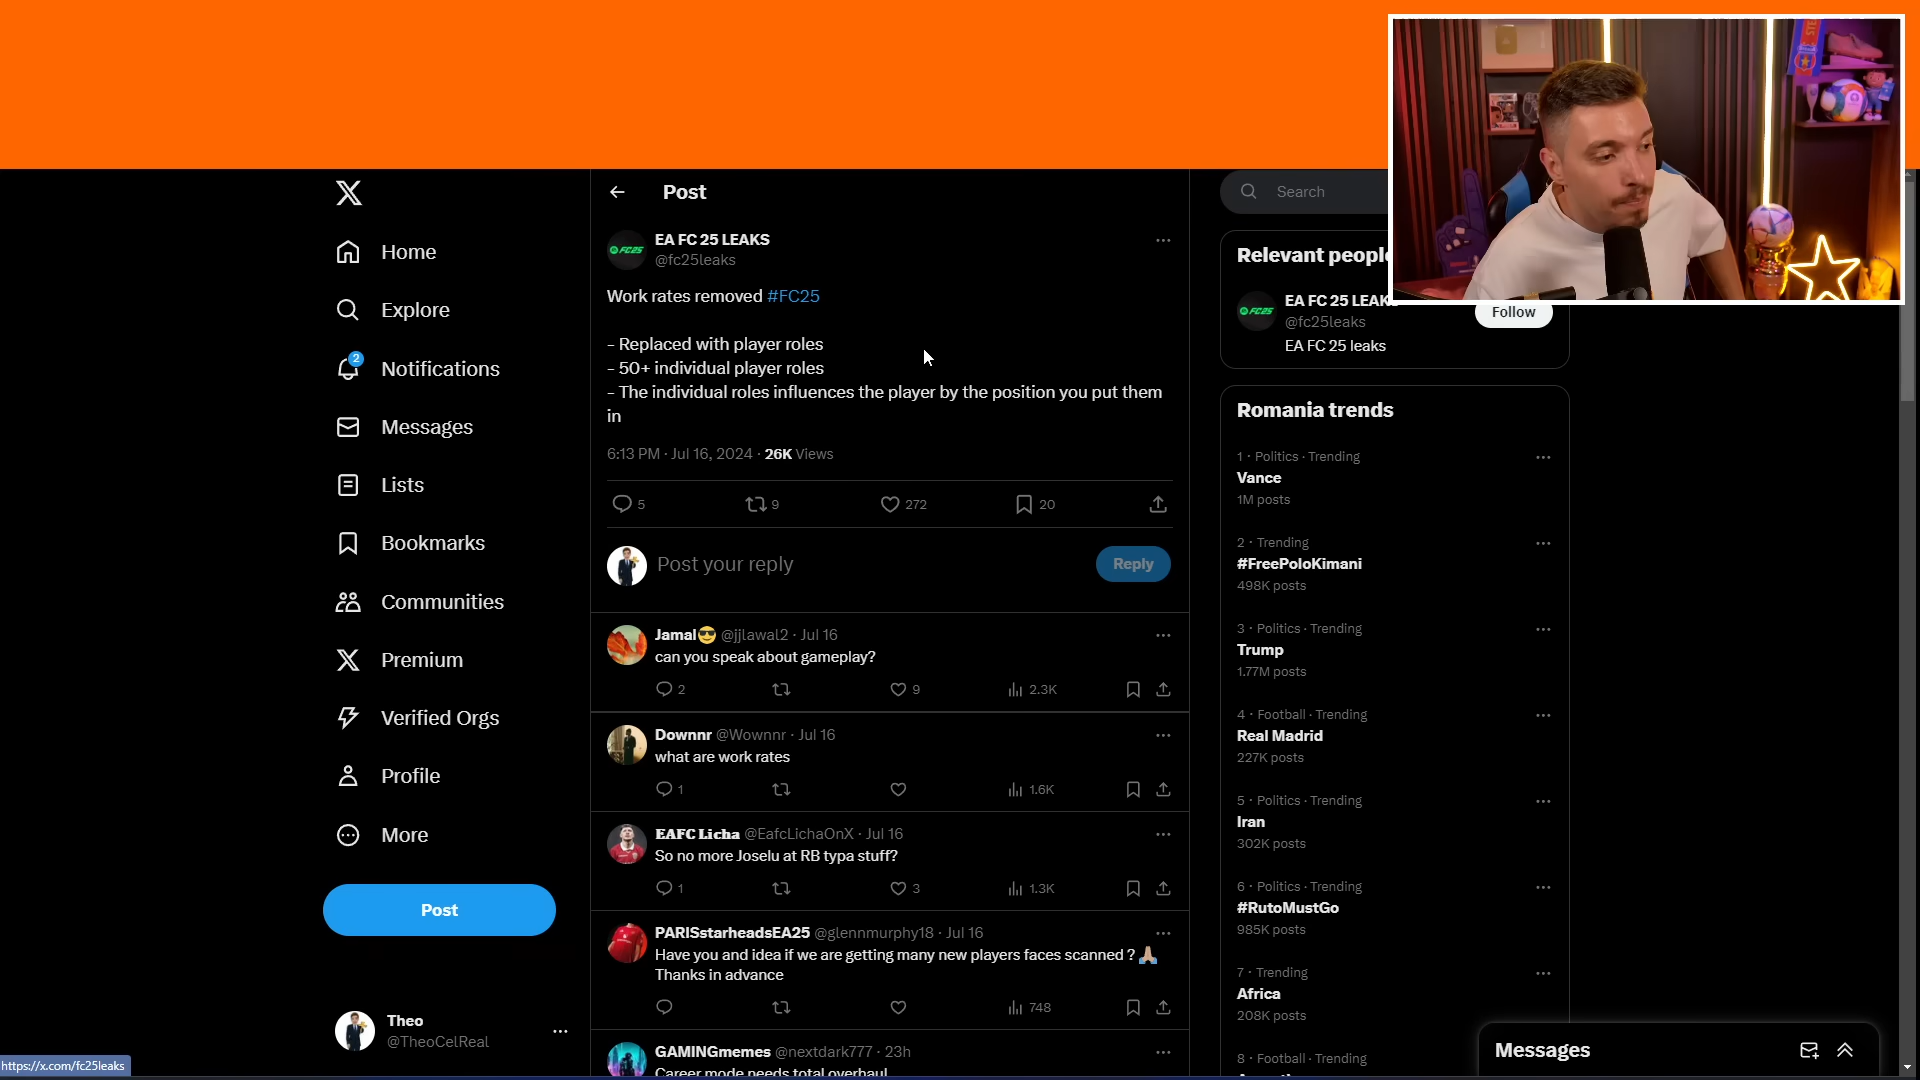 Post
Search
EA FC 25 LEAKS
@fc25leaks
Work rates removed #FC25
- Replaced with player roles
- 50+ individual player roles
- The individual roles influences the player by the position you put them
in
6:13 PM · Jul 16, 2024 · 26K Views
5
9
272
20
Post your reply
Reply
Jamal😎 @jjlawal2 · Jul 16
can you speak about gameplay?
2
9
2.3K
Downnr @Wownnr · Jul 16
what are work rates
1
1.6K
EAFC Licha @EafcLichaOnX · Jul 16
So no more Joselu at RB typa stuff?
1
3
1.3K
PARISstarheadsEA25 @glennmurphy18 · Jul 16
Have you and idea if we are getting many new players faces scanned ? 🙏🏼
Thanks in advance
748
GAMINGmemes @nextdark777 · 23h
Career mode needs total overhaul
Home
Explore
2
Notifications
Messages
Lists
Bookmarks
Communities
Premium
Verified Orgs
Profile
More
Post
Theo
@TheoCelReal
https://x.com/fc25leaks
Relevant people
EA FC 25 LEAKS
@fc25leaks
EA FC 25 leaks
Follow
Romania trends
1 · Politics · Trending
Vance
1M posts
2 · Trending
#FreePoloKimani
498K posts
3 · Politics · Trending
Trump
1.77M posts
4 · Football · Trending
Real Madrid
227K posts
5 · Politics · Trending
Iran
302K posts
6 · Politics · Trending
#RutoMustGo
985K posts
7 · Trending
Africa
208K posts
8 · Football · Trending
Messages